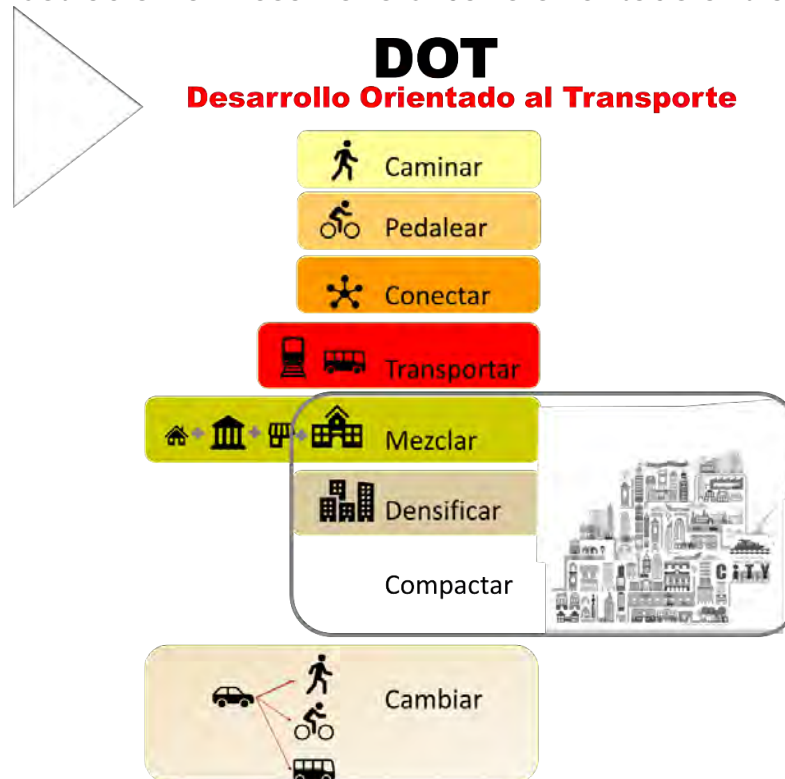 DOT
Desarrollo Orientado al Transporte
Caminar
Pedalear
Conectar
Transportar
Mezclar
Densificar
Compactar
CiTY
Cambiar